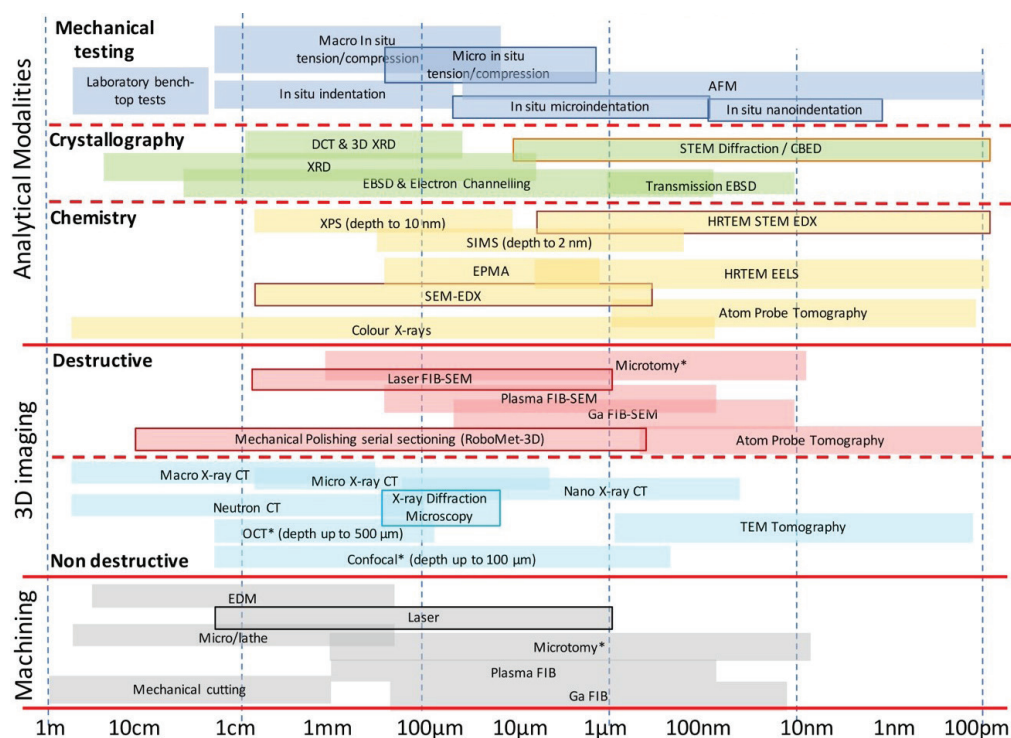 Mechanical
testing
Macro In situ
tension/compression
Micro in situ
tension/compression
Laboratory bench-
top tests
In situ indentation
AFM
In situ microindentation
In situ nanoindentation
Analytical Modalities
Crystallography
DCT & 3D XRD
STEM Diffraction / CBED
XRD
EBSD & Electron Channelling
Transmission EBSD
Chemistry
XPS (depth to 10 nm)
HRTEM STEM EDX
SIMS (depth to 2 nm)
EPMA
HRTEM EELS
SEM-EDX
Atom Probe Tomography
Colour X-rays
3D imaging
Destructive
Microtomy*
Laser FIB-SEM
Plasma FIB-SEM
Ga FIB-SEM
Mechanical Polishing serial sectioning (RoboMet-3D)
Atom Probe Tomography
Macro X-ray CT
Micro X-ray CT
Nano X-ray CT
Neutron CT
X-ray Diffraction
Microscopy
OCT* (depth up to 500 µm)
TEM Tomography
Non destructive
Confocal* (depth up to 100 µm)
Machining
EDM
Laser
Micro/lathe
Microtomy*
Plasma FIB
Mechanical cutting
Ga FIB
1m 10cm 1cm 1mm 100µm 10µm 1µm 100nm 10nm 1nm 100pm